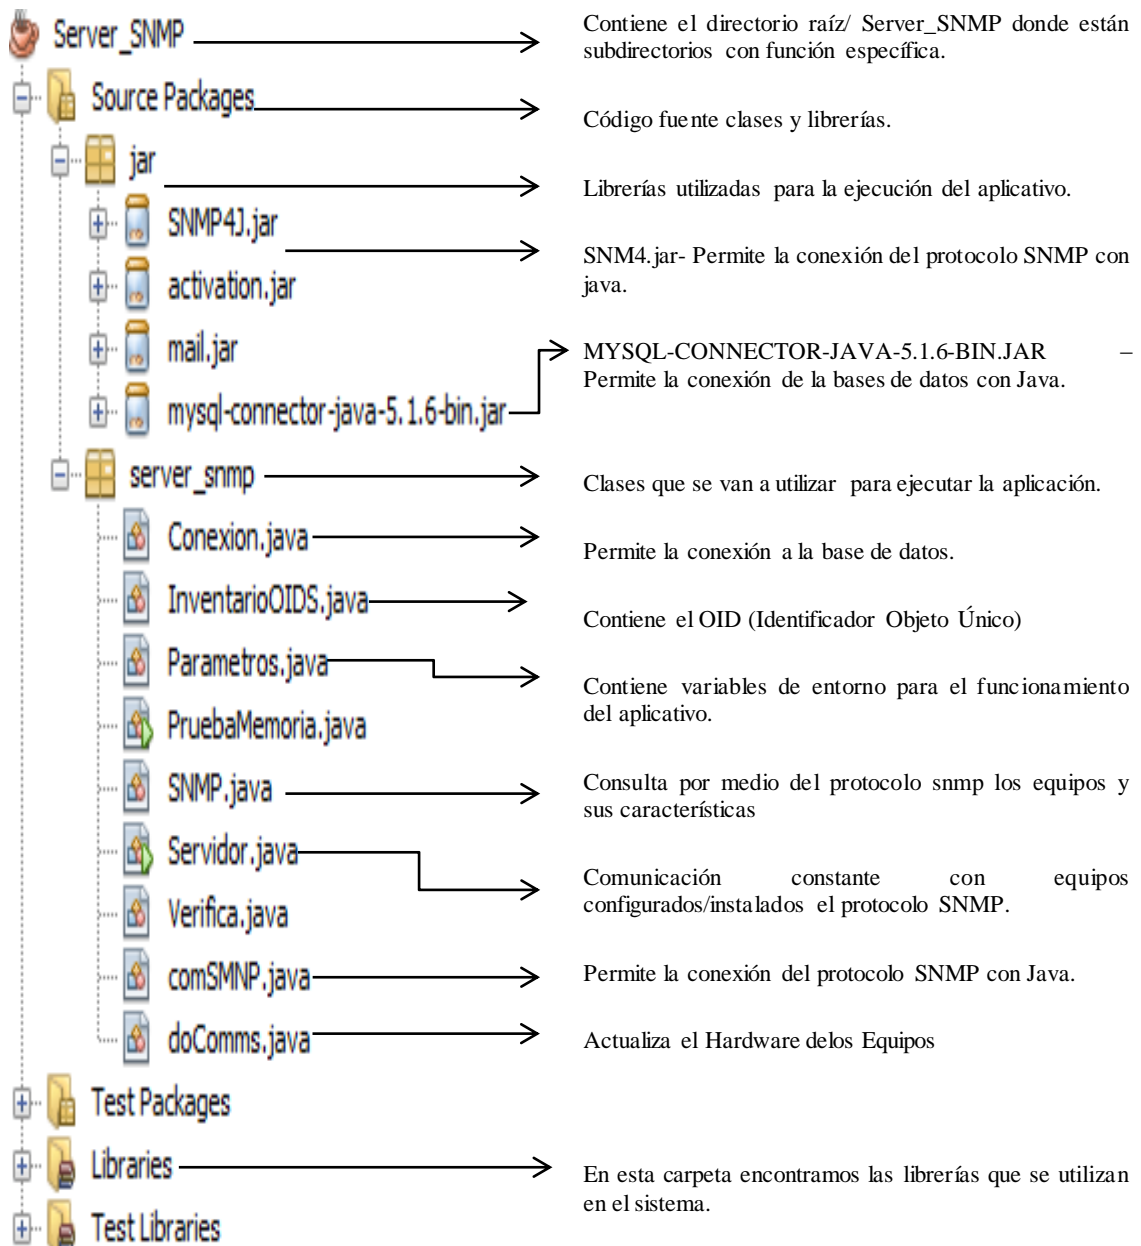 Server_SNMP
Contiene el directorio raíz/ Server_SNMP donde están
subdirectorios con función específica.
Source Packages
Código fuente clases y librerías.
jar
Librerías utilizadas para la ejecución del aplicativo.
SNMP4J.jar
SNM4.jar- Permite la conexión del protocolo SNMP con
java.
activation.jar
mail.jar
MYSQL-CONNECTOR-JAVA-5.1.6-BIN.JAR –
Permite la conexión de la bases de datos con Java.
mysql-connector-java-5.1.6-bin.jar
server_snmp
Clases que se van a utilizar para ejecutar la aplicación.
Conexion.java
Permite la conexión a la base de datos.
InventarioOIDS.java
Contiene el OID (Identificador Objeto Único)
Parametros.java
Contiene variables de entorno para el funcionamiento
del aplicativo.
PruebaMemoria.java
SNMP.java
Consulta por medio del protocolo snmp los equipos y
sus características
Servidor.java
Comunicación constante con equipos
configurados/instalados el protocolo SNMP.
Verifica.java
comSMNP.java
Permite la conexión del protocolo SNMP con Java.
doComms.java
Actualiza el Hardware delos Equipos
Test Packages
Libraries
En esta carpeta encontramos las librerías que se utilizan
en el sistema.
Test Libraries